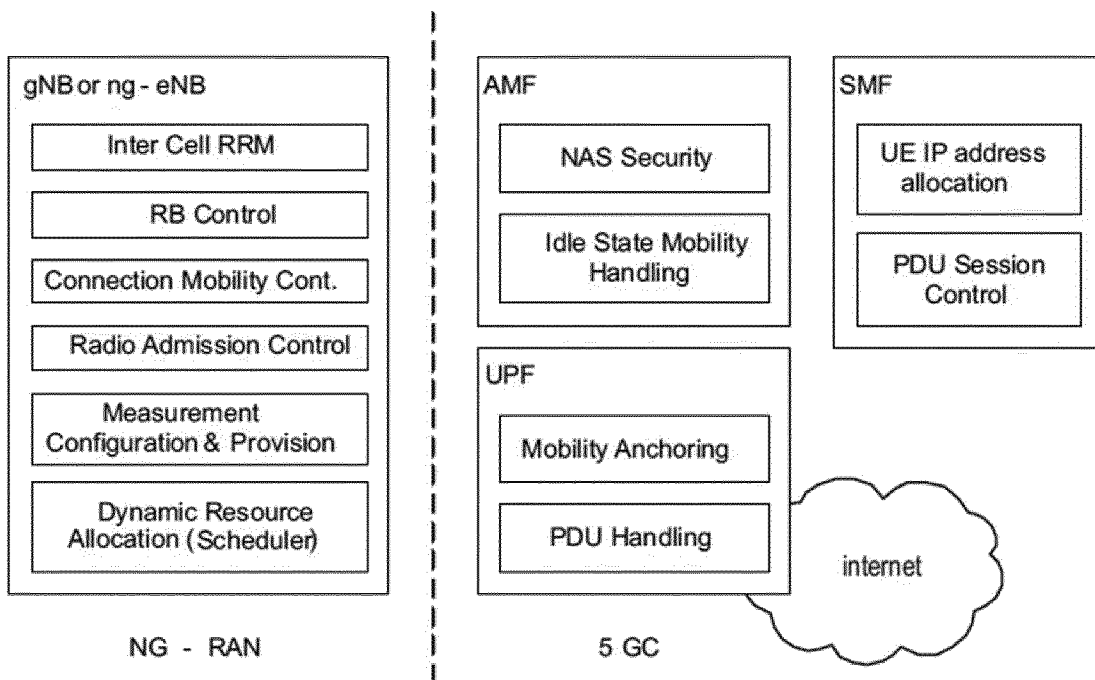 gNB or ng - eNB
Inter Cell RRM
RB Control
Connection Mobility Cont.
Radio Admission Control
Measurement
Configuration & Provision
Dynamic Resource
Allocation (Scheduler)
NG - RAN
AMF
NAS Security
Idle State Mobility
Handling
SMF
UE IP address
allocation
PDU Session
Control
UPF
Mobility Anchoring
PDU Handling
internet
5 GC